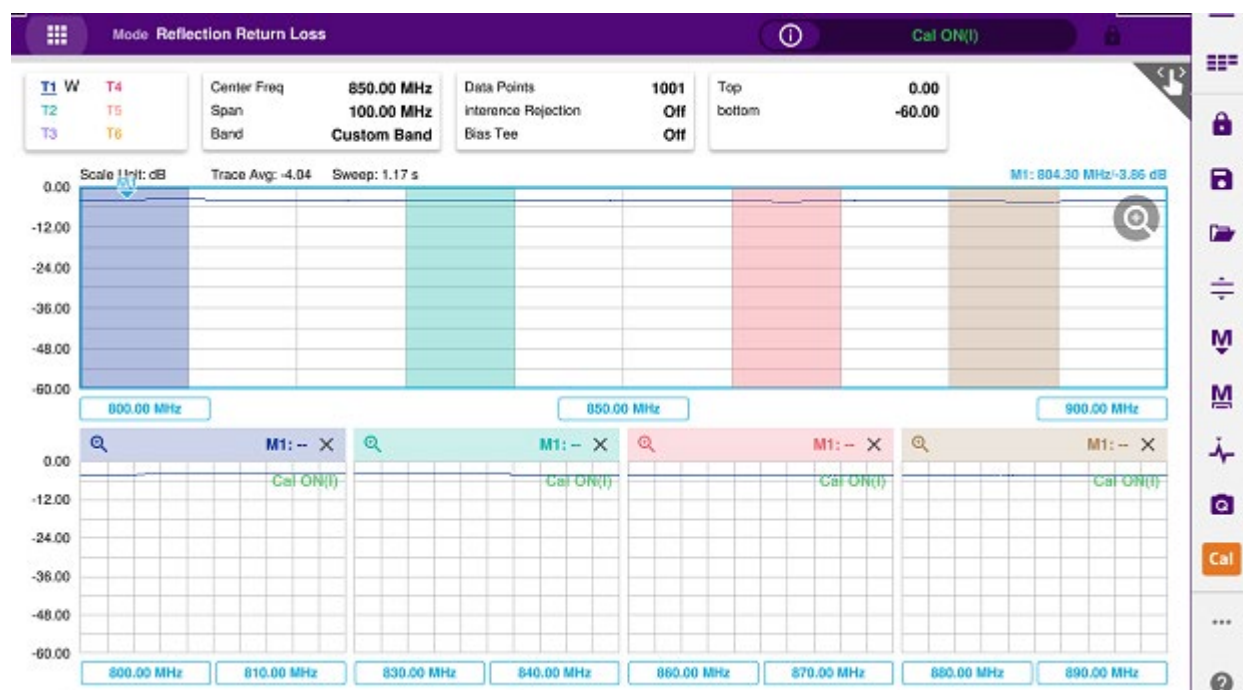 Mode Reflection Return Loss
Cal ON(I)
T1 W T4
T2 T5
T3 T6
Center Freq 850.00 MHz
Span 100.00 MHz
Band Custom Band
Data Points 1001
interence Rejection Off
Bias Tee Off
Top 0.00
bottom -60.00
Scale Unit: dB Trace Avg: -4.04 Sweep: 1.17 s M1: 804.30 MHz/-3.86 dB
M1
0.00
-12.00
-24.00
-36.00
-48.00
-60.00
800.00 MHz 850.00 MHz 900.00 MHz
M1: -- M1: -- M1: -- M1: --
0.00
Cal ON(I) Cal ON(I) Cal ON(I) Cal ON(I)
-12.00
-24.00
-36.00
-48.00
-60.00
800.00 MHz 810.00 MHz 830.00 MHz 840.00 MHz 860.00 MHz 870.00 MHz 880.00 MHz 890.00 MHz
M
M
Cal